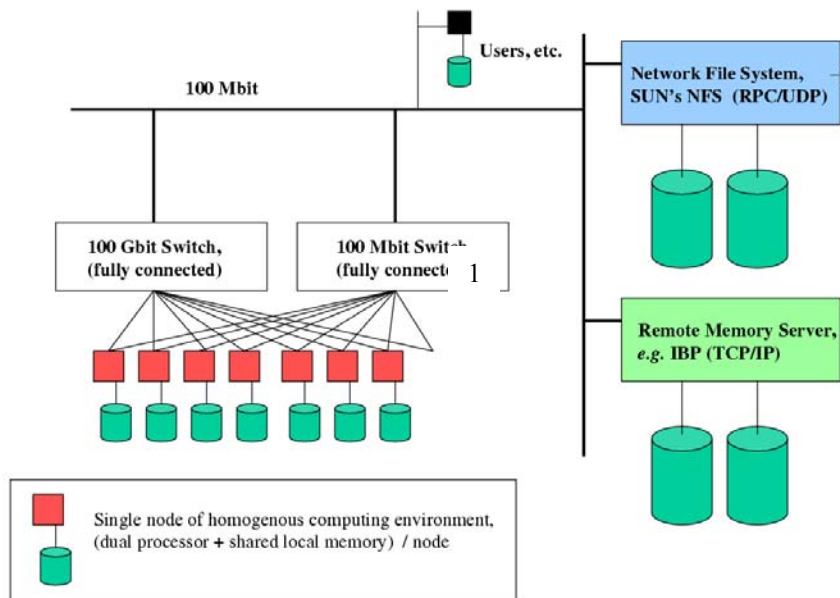 Users, etc.
100 Mbit
Network File System,
SUN's NFS (RPC/UDP)
100 Gbit Switch,
(fully connected)
100 Mbit Switch
(fully connecte
1
Remote Memory Server,
e.g. IBP (TCP/IP)
Single node of homogenous computing environment,
(dual processor + shared local memory) / node